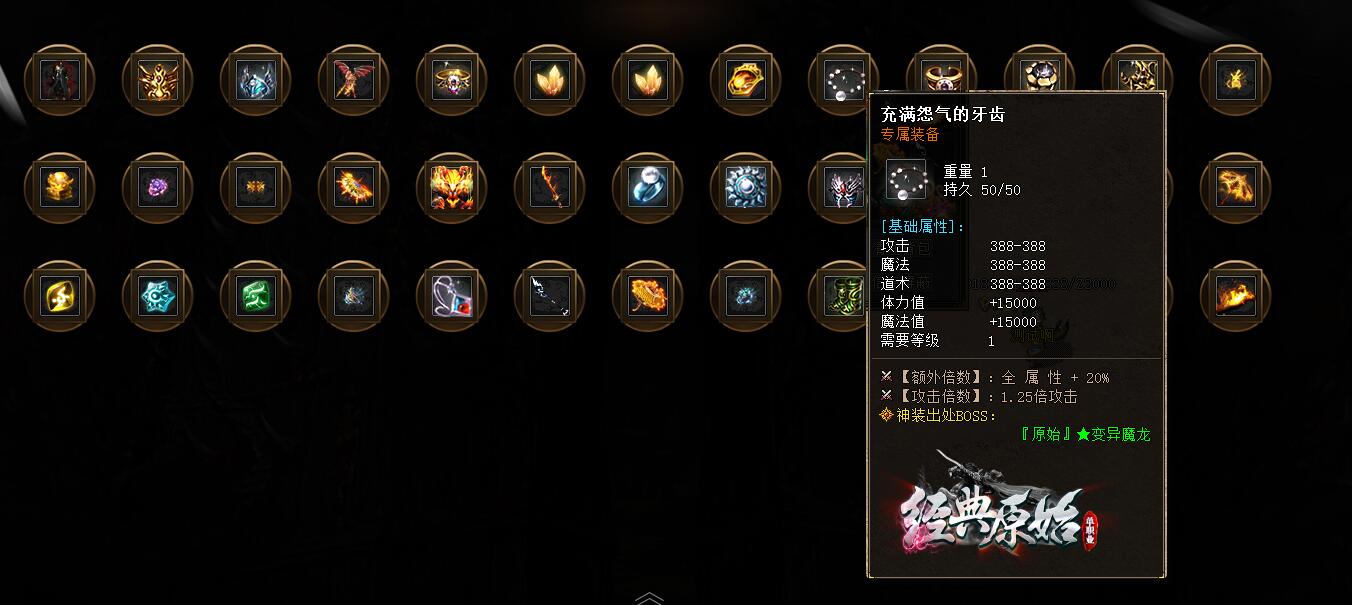 充满怨气的牙齿
专属装备
重量 1
持久 50/50
[基础属性]:
攻击 388-388
魔法 388-388
道术 388-388
体力值 +15000
魔法值 +15000
需要等级 1
【额外倍数】: 全 属 性 + 20%
【攻击倍数】: 1.25倍攻击
神装出处BOSS:
『原始』★变异魔龙
经典原始
单职业